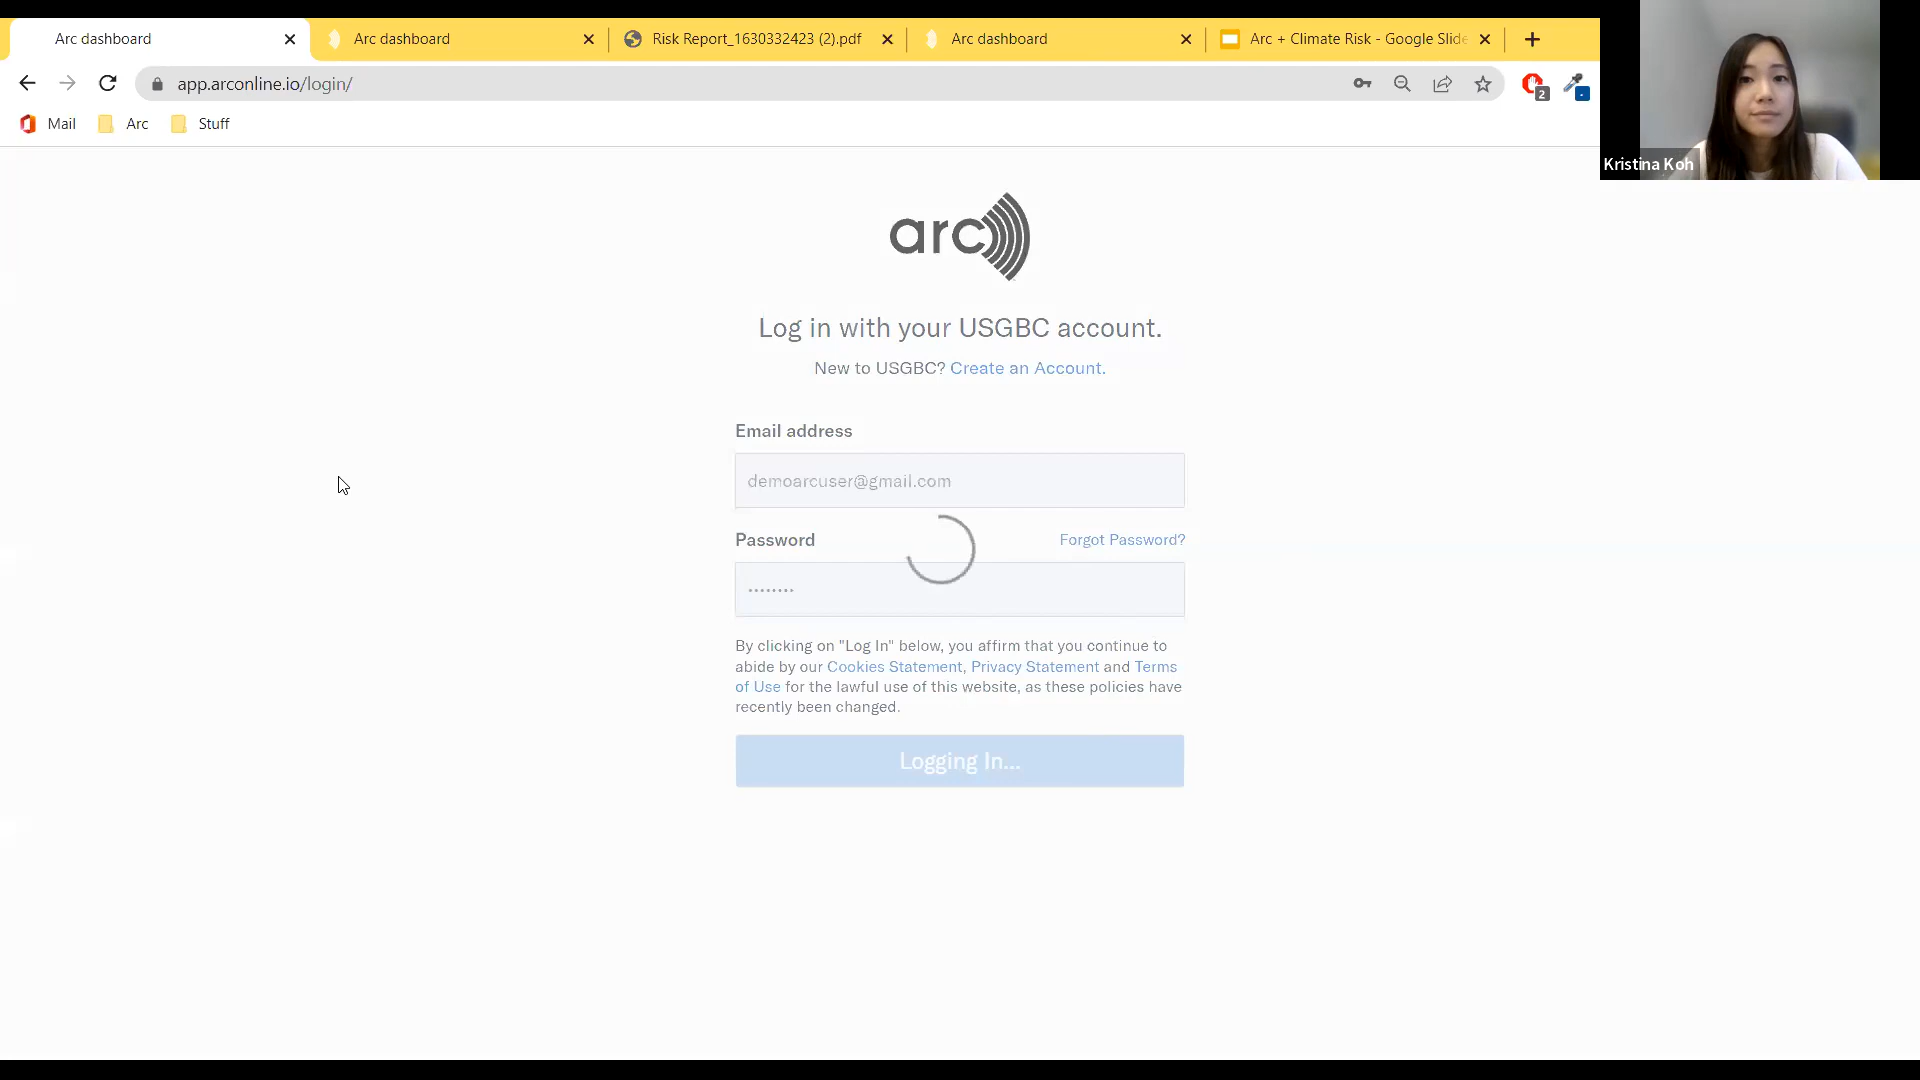 Arc dashboard
Arc dashboard
Risk Report_1630332423 (2).pdf
Arc dashboard
Arc + Climate Risk - Google Slide
app.arconline.io/login/
2
Mail
Arc
Stuff
Kristina Koh
arc
Log in with your USGBC account.
New to USGBC? Create an Account.
Email address
demoarcuser@gmail.com
Password
Forgot Password?
By clicking on "Log In" below, you affirm that you continue to
abide by our Cookies Statement, Privacy Statement and Terms
of Use for the lawful use of this website, as these policies have
recently been changed.
Logging In...